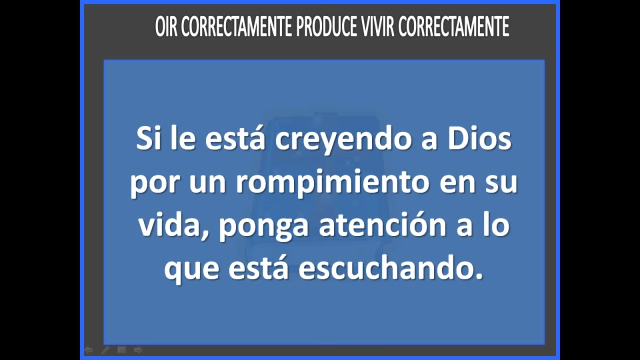 OIR CORRECTAMENTE PRODUCE VIVIR CORRECTAMENTE
Si le está creyendo a Dios
por un rompimiento en su
vida, ponga atención a lo
que está escuchando.